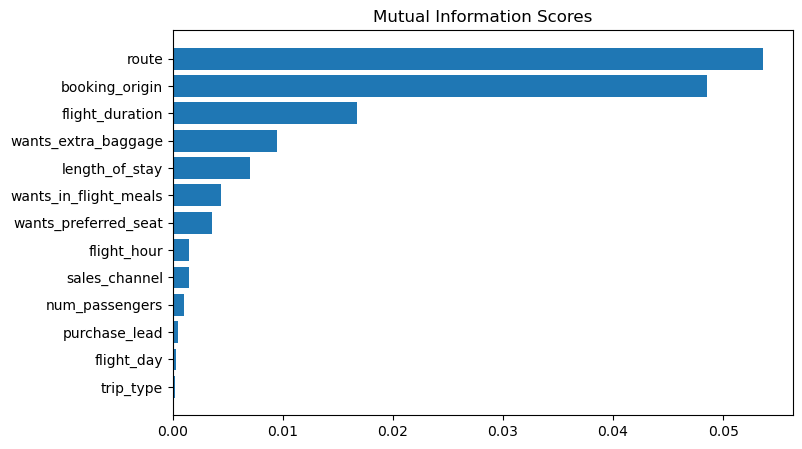 Mutual Information Scores
route
booking_origin
flight_duration
wants_extra_baggage
length_of_stay
wants_in_flight_meals
wants_preferred_seat
flight_hour
sales_channel
num_passengers
purchase_lead
flight_day
trip_type
0.00 0.01 0.02 0.03 0.04 0.05